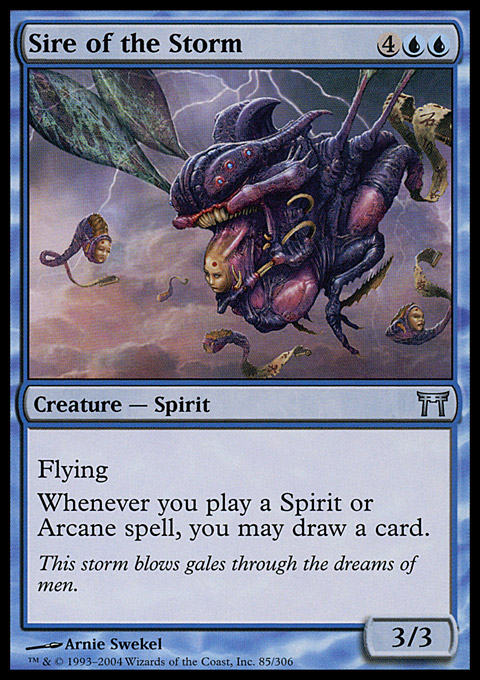 Sire of the Storm 4
Creature — Spirit
Flying
Whenever you play a Spirit or
Arcane spell, you may draw a card.
This storm blows gales through the dreams of
men.
Arnie Swekel
3/3
™ & © 1993–2004 Wizards of the Coast, Inc. 85/306